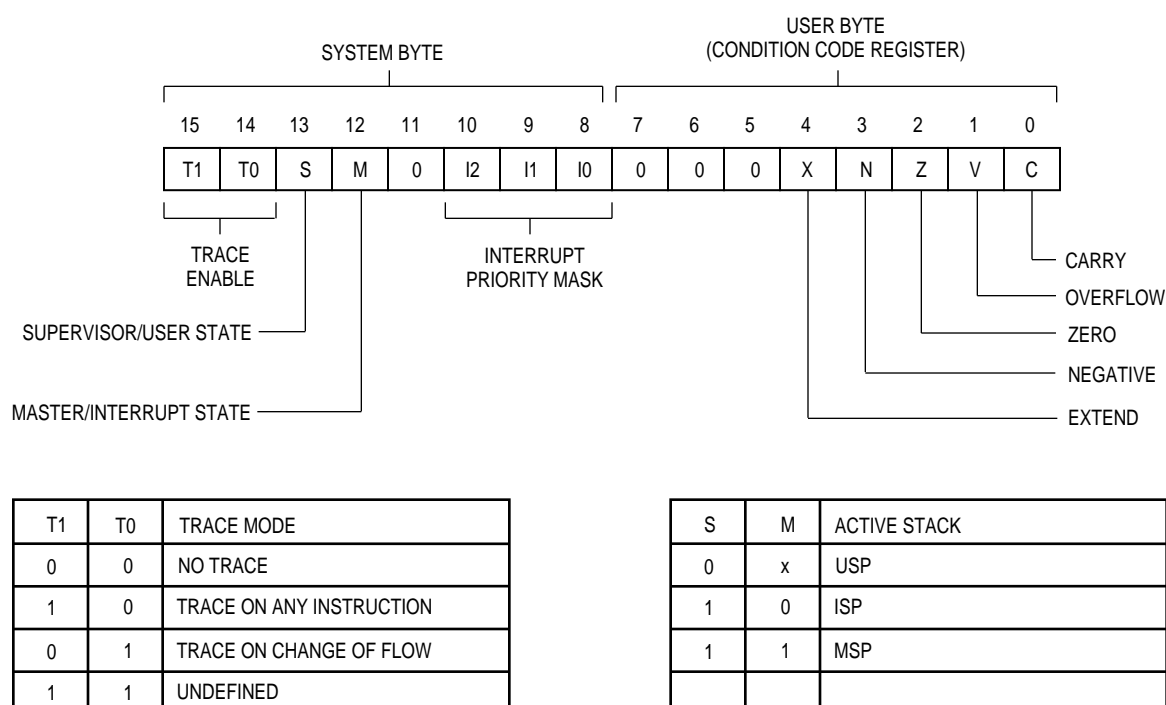 USER BYTE
SYSTEM BYTE (CONDITION CODE REGISTER)
15 14 13 12 11 10 9 8 7 6 5 4 3 2 1 0
T1 T0 S M 0 I2 I1 I0 0 0 0 X N Z V C
TRACE
ENABLE
INTERRUPT
PRIORITY MASK
CARRY
OVERFLOW
SUPERVISOR/USER STATE
ZERO
NEGATIVE
MASTER/INTERRUPT STATE
EXTEND
T1 T0 TRACE MODE
0 0 NO TRACE
1 0 TRACE ON ANY INSTRUCTION
0 1 TRACE ON CHANGE OF FLOW
1 1 UNDEFINED
S M ACTIVE STACK
0 x USP
1 0 ISP
1 1 MSP